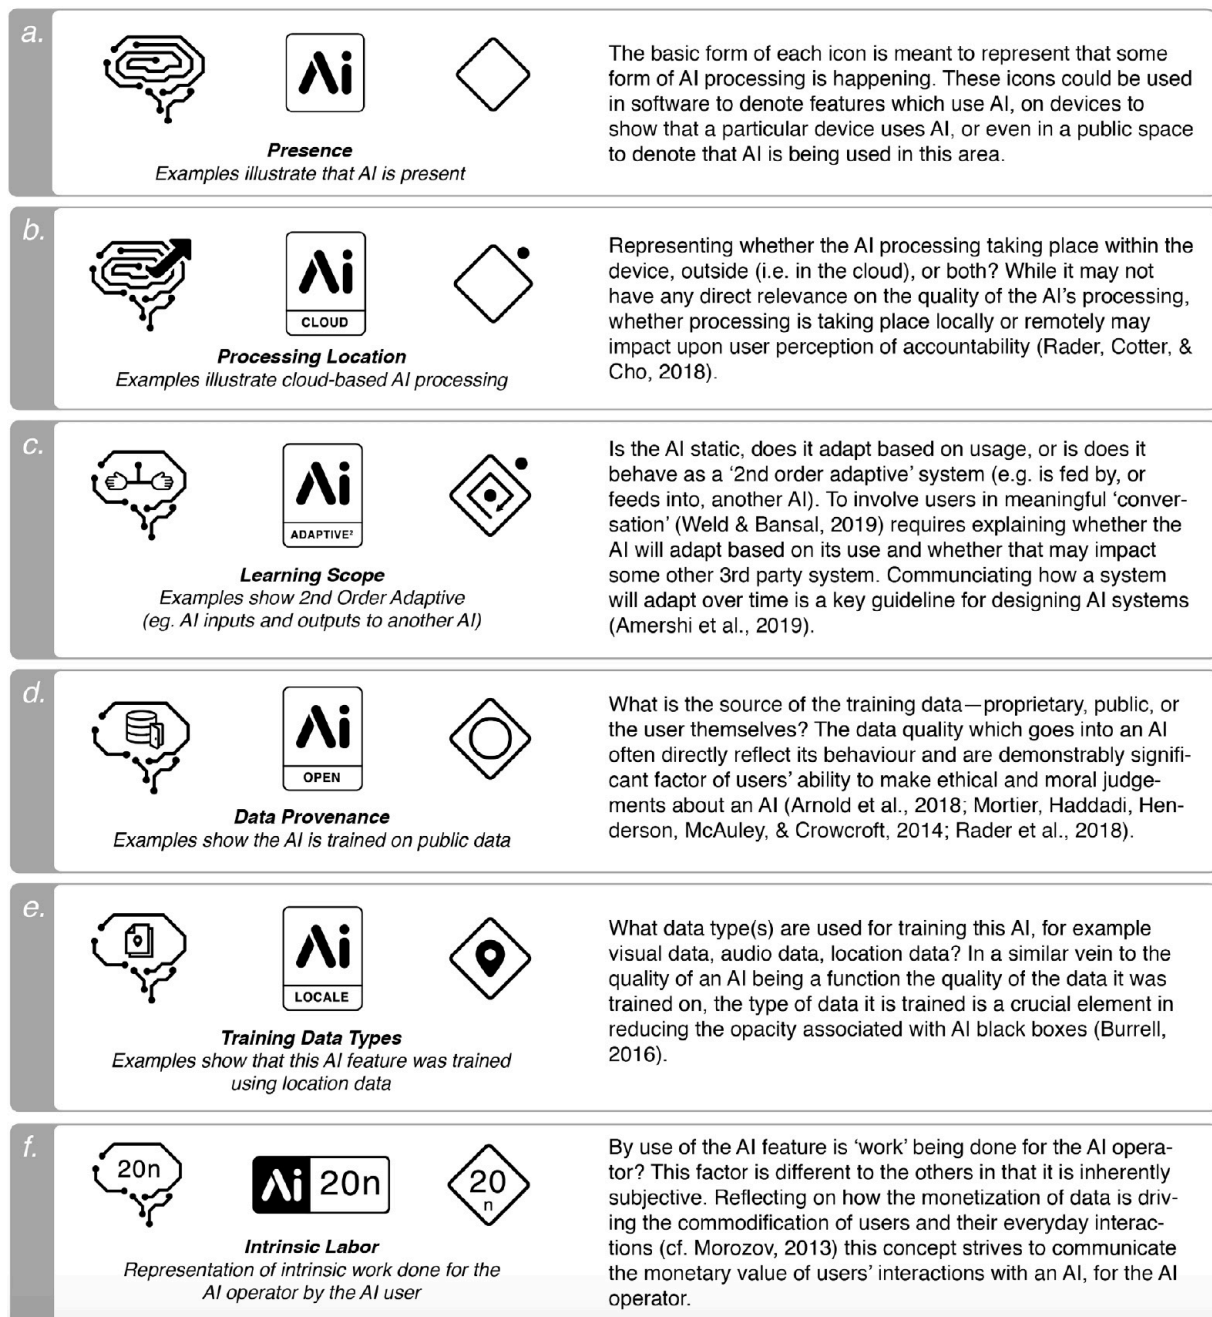 a.
Ai
Presence
Examples illustrate that AI is present
The basic form of each icon is meant to represent that some
form of AI processing is happening. These icons could be used
in software to denote features which use AI, on devices to
show that a particular device uses AI, or even in a public space
to denote that AI is being used in this area.
b.
Ai
CLOUD
Processing Location
Examples illustrate cloud-based AI processing
Representing whether the AI processing taking place within the
device, outside (i.e. in the cloud), or both? While it may not
have any direct relevance on the quality of the AI's processing,
whether processing is taking place locally or remotely may
impact upon user perception of accountability (Rader, Cotter, &
Cho, 2018).
c.
Ai
ADAPTIVE²
Learning Scope
Examples show 2nd Order Adaptive
(eg. AI inputs and outputs to another AI)
Is the AI static, does it adapt based on usage, or is does it
behave as a '2nd order adaptive' system (e.g. is fed by, or
feeds into, another AI). To involve users in meaningful 'conver-
sation' (Weld & Bansal, 2019) requires explaining whether the
AI will adapt based on its use and whether that may impact
some other 3rd party system. Communciating how a system
will adapt over time is a key guideline for designing AI systems
(Amershi et al., 2019).
d.
Ai
OPEN
Data Provenance
Examples show the AI is trained on public data
What is the source of the training data—proprietary, public, or
the user themselves? The data quality which goes into an AI
often directly reflect its behaviour and are demonstrably signifi-
cant factor of users' ability to make ethical and moral judge-
ments about an AI (Arnold et al., 2018; Mortier, Haddadi, Hen-
derson, McAuley, & Crowcroft, 2014; Rader et al., 2018).
e.
Ai
LOCALE
Training Data Types
Examples show that this AI feature was trained
using location data
What data type(s) are used for training this AI, for example
visual data, audio data, location data? In a similar vein to the
quality of an AI being a function the quality of the data it was
trained on, the type of data it is trained is a crucial element in
reducing the opacity associated with AI black boxes (Burrell,
2016).
f.
20n
Ai 20n
20
n
Intrinsic Labor
Representation of intrinsic work done for the
AI operator by the AI user
By use of the AI feature is 'work' being done for the AI opera-
tor? This factor is different to the others in that it is inherently
subjective. Reflecting on how the monetization of data is driv-
ing the commodification of users and their everyday interac-
tions (cf. Morozov, 2013) this concept strives to communicate
the monetary value of users' interactions with an AI, for the AI
operator.